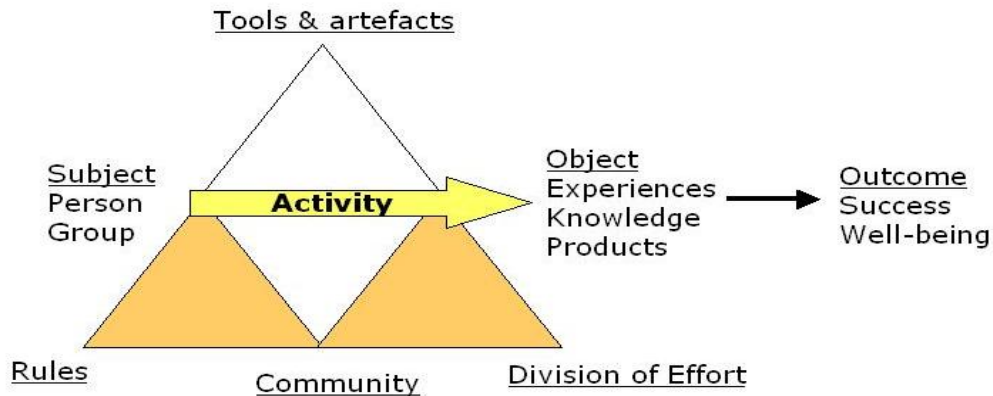 Tools & artefacts
Subject
Person
Group
Activity
Object
Experiences
Knowledge
Products
Outcome
Success
Well-being
Rules
Community
Division of Effort